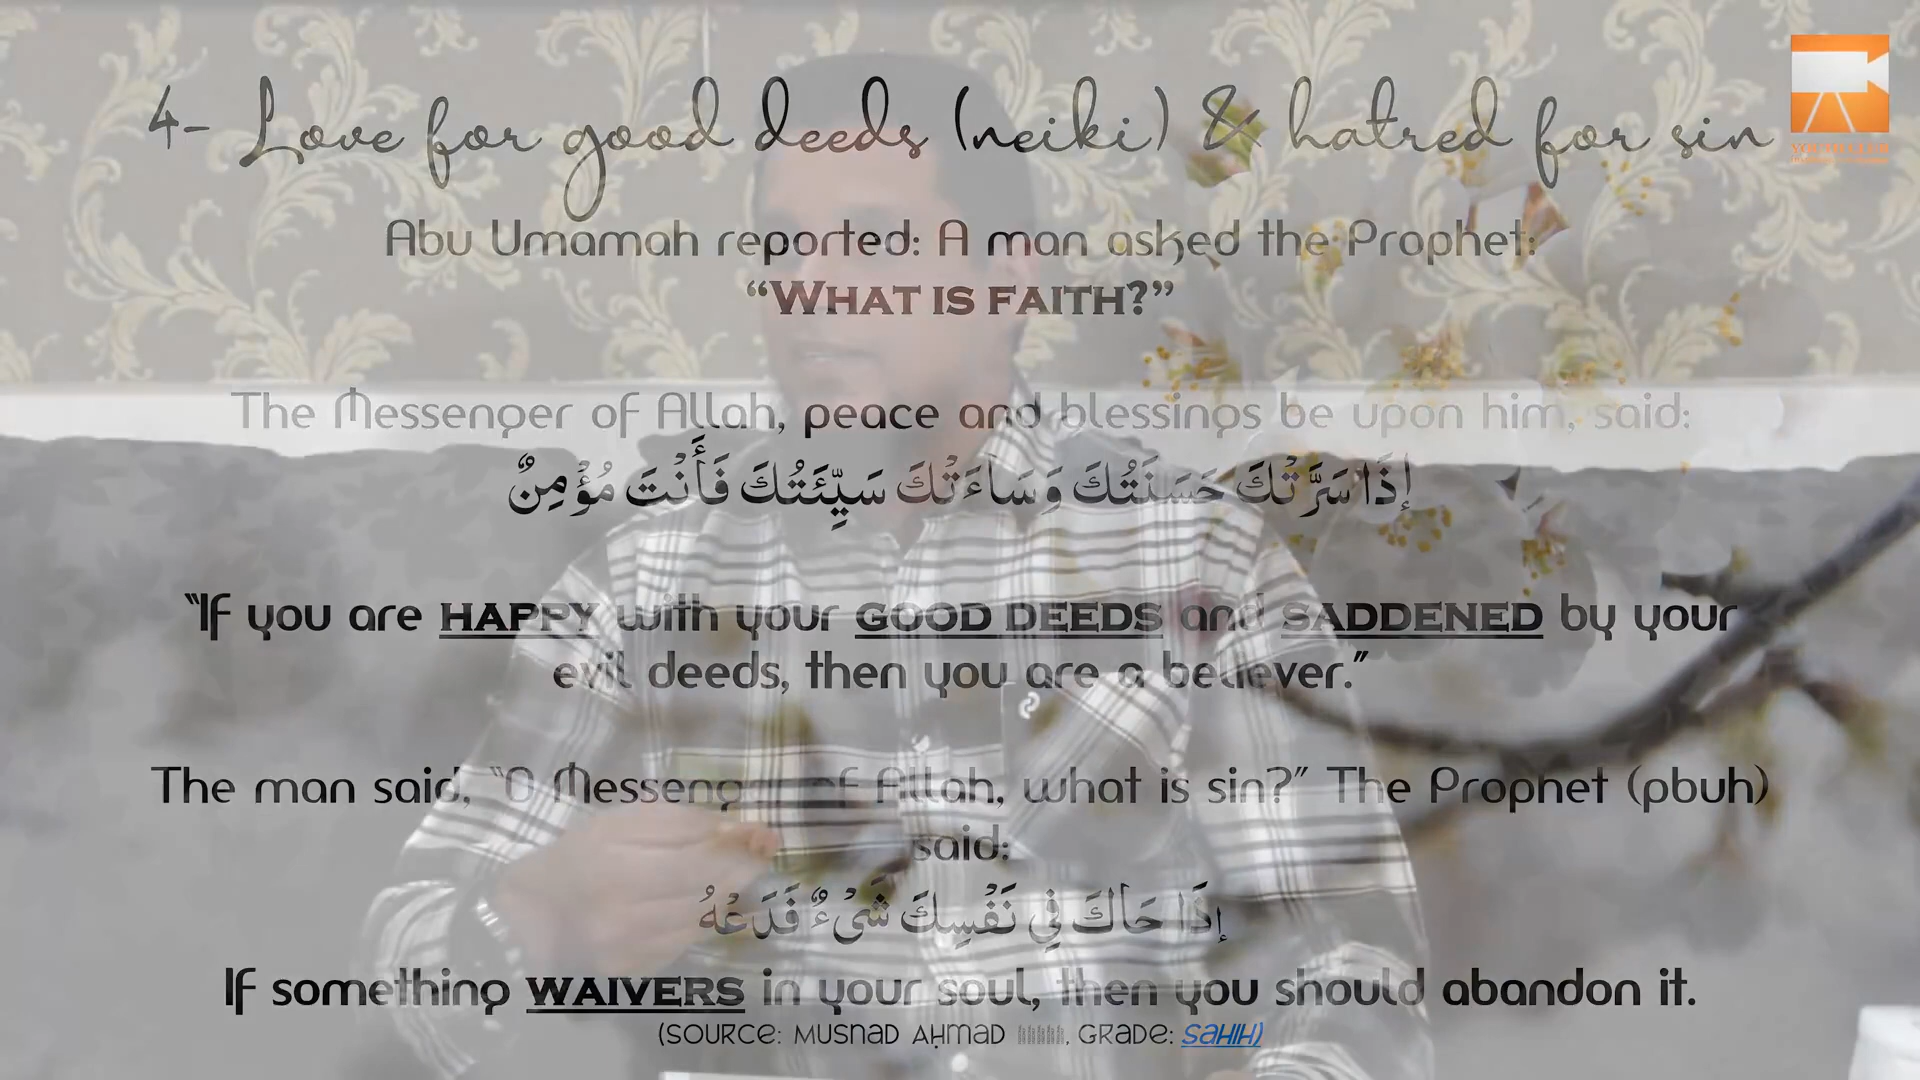 4- Love for good deeds (neiki) & hatred for sin
Abu Umamah reported: A man asked the Prophet:
“WHAT IS FAITH?”
The Messenger of Allah, peace and blessings be upon him, said:
إِذَا سَرَّتْكَ حَسَنَتُكَ وَسَاءَتْكَ سَيِّئَتُكَ فَأَنْتَ مُؤْمِنٌ
“If you are HAPPY with your GOOD DEEDS and SADDENED by your
evil deeds, then you are a believer.”
The man said, “O Messenger of Allah, what is sin?” The Prophet (pbuh)
said:
إِذَا حَاكَ فِي نَفْسِكَ شَيْءٌ فَدَعْهُ
If something WAIVERS in your soul, then you should abandon it.
(SOURCE: MUSNAD AḤMAD, GRADE: SAHIH)
YOUTH CLUB